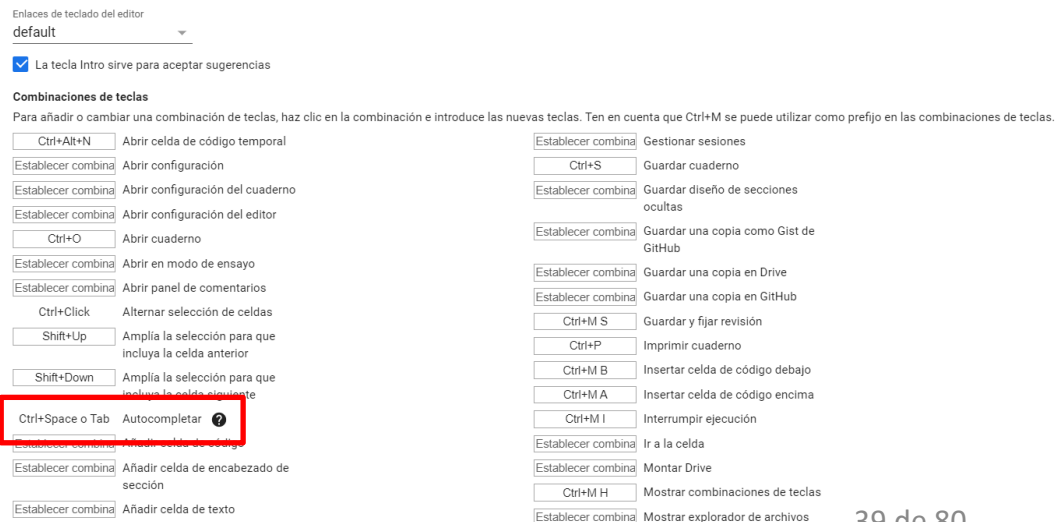 Enlaces de teclado del editor
default
La tecla Intro sirve para aceptar sugerencias
Combinaciones de teclas
Para añadir o cambiar una combinación de teclas, haz clic en la combinación e introduce las nuevas teclas. Ten en cuenta que Ctrl+M se puede utilizar como prefijo en las combinaciones de teclas.
Ctrl+Alt+N Abrir celda de código temporal
Establecer combina Abrir configuración
Establecer combina Abrir configuración del cuaderno
Establecer combina Abrir configuración del editor
Ctrl+O Abrir cuaderno
Establecer combina Abrir en modo de ensayo
Establecer combina Abrir panel de comentarios
Ctrl+Click Alternar selección de celdas
Shift+Up Amplía la selección para que
incluya la celda anterior
Shift+Down Amplía la selección para que
incluya la celda siguiente
Ctrl+Space o Tab Autocompletar ?
Establecer combina Añadir celda de código
Establecer combina Añadir celda de encabezado de
sección
Establecer combina Añadir celda de texto
Establecer combina Gestionar sesiones
Ctrl+S Guardar cuaderno
Establecer combina Guardar diseño de secciones
ocultas
Establecer combina Guardar una copia como Gist de
GitHub
Establecer combina Guardar una copia en Drive
Establecer combina Guardar una copia en GitHub
Ctrl+M S Guardar y fijar revisión
Ctrl+P Imprimir cuaderno
Ctrl+M B Insertar celda de código debajo
Ctrl+M A Insertar celda de código encima
Ctrl+M I Interrumpir ejecución
Establecer combina Ir a la celda
Establecer combina Montar Drive
Ctrl+M H Mostrar combinaciones de teclas
Establecer combina Mostrar explorador de archivos
39 de 80